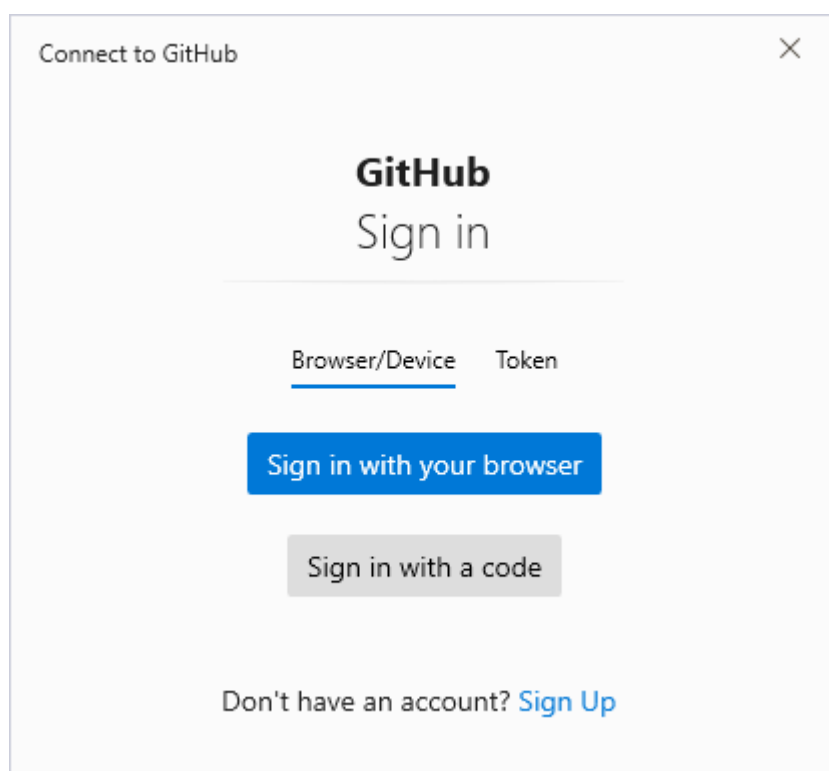 Connect to GitHub
GitHub
Sign in
Browser/Device Token
Sign in with your browser
Sign in with a code
Don't have an account? Sign Up